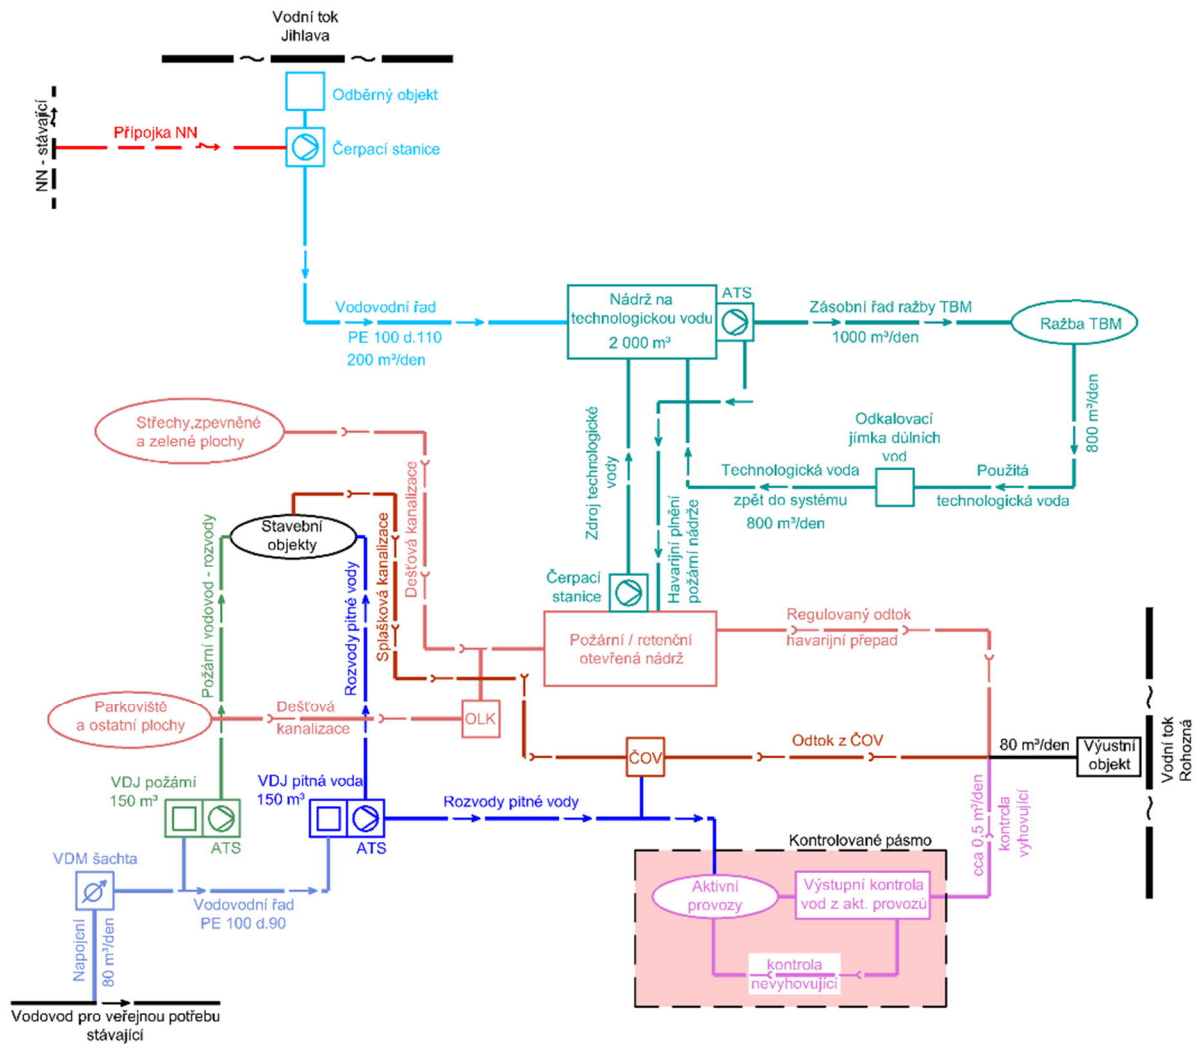 Vodní tok
Jihlava
Odběrný objekt
NN - stávající
Připojka NN
Čerpací stanice
Vodovodní řad
PE 100 d.110
200 m³/den
Nádrž na
technologickou vodu
2 000 m³
ATS
Zásobní řad ražby TBM
1000 m³/den
Ražba TBM
800 m³/den
Střechy,zpevněné
a zelené plochy
Dešťová kanalizace
Zdroj technologické
vody
Odkalovací
jímka důlních
vod
Technologická voda
zpět do systému
800 m³/den
Použitá
technologická voda
Havarijní plnění
požární nádrže
Stavební
objekty
Požární vodovod - rozvody
Rozvody pitné vody
Splašková kanalizace
Čerpací
stanice
Požární / retenční
otevřená nádrž
Regulovaný odtok
havarijní přepad
Parkoviště
a ostatní plochy
Dešťová
kanalizace
OLK
ČOV
Odtok z ČOV
80 m³/den
Výustní
objekt
Vodní tok
Rohozná
VDJ požární
150 m³
ATS
VDJ pitná voda
150 m³
ATS
Rozvody pitné vody
cca 0,5 m³/den
kontrola
vyhovující
Kontrolované pásmo
Aktivní
provozy
Výstupní kontrola
vod z akt. provozů
kontrola
nevyhovující
VDM šachta
Vodovodní řad
PE 100 d.90
Napojení
80 m³/den
Vodovod pro veřejnou potřebu
stávající